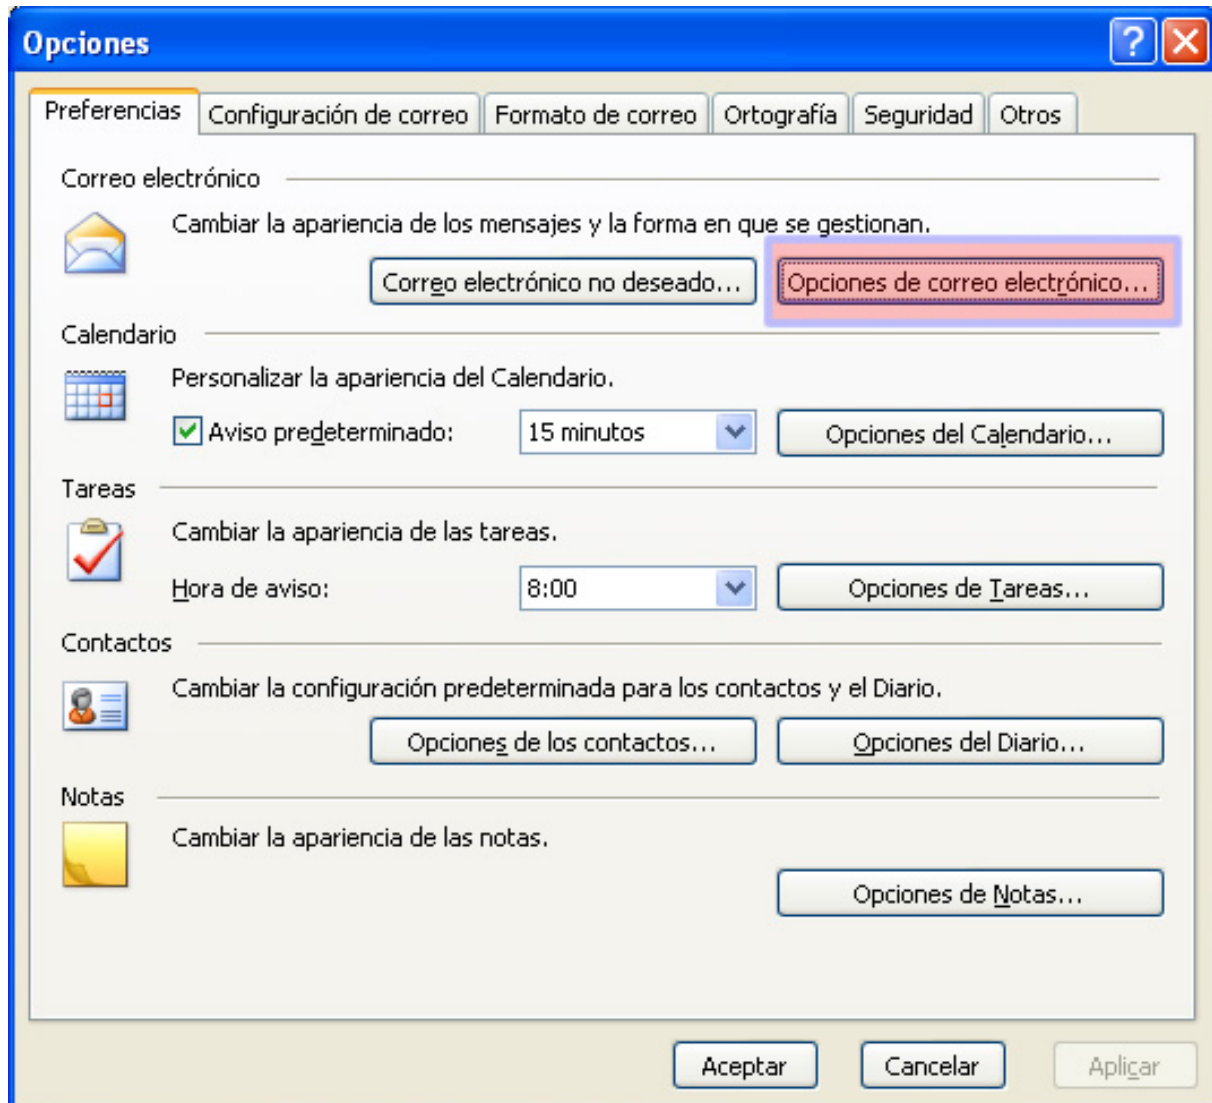 Opciones
Preferencias Configuración de correo Formato de correo Ortografía Seguridad Otros
Correo electrónico
Cambiar la apariencia de los mensajes y la forma en que se gestionan.
Correo electrónico no deseado... Opciones de correo electrónico...
Calendario
Personalizar la apariencia del Calendario.
Aviso predeterminado: 15 minutos Opciones del Calendario...
Tareas
Cambiar la apariencia de las tareas.
Hora de aviso: 8:00 Opciones de Tareas...
Contactos
Cambiar la configuración predeterminada para los contactos y el Diario.
Opciones de los contactos... Opciones del Diario...
Notas
Cambiar la apariencia de las notas.
Opciones de Notas...
Aceptar Cancelar Aplicar